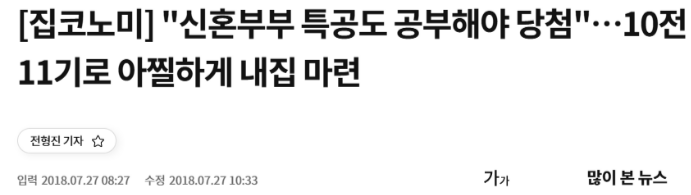 [집코노미] "신혼부부 특공도 공부해야 당첨"…10전
11기로 아찔하게 내집 마련
전형진 기자 ☆
입력 2018.07.27 08:27 수정 2018.07.27 10:33 가가 많이 본 뉴스